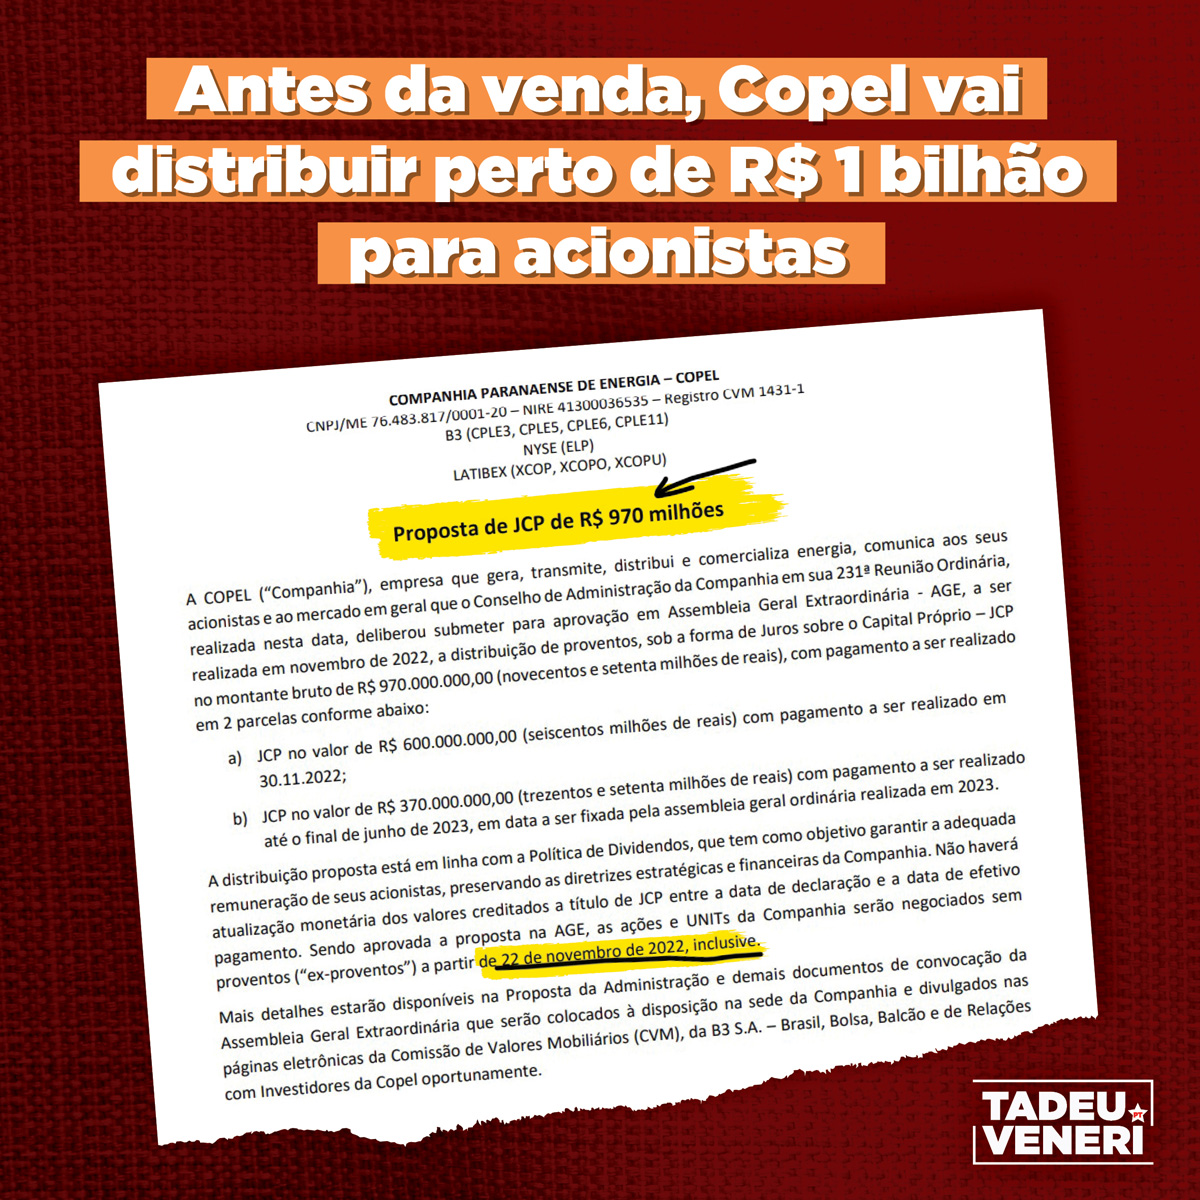 Antes da venda, Copel vai
distribuir perto de R$ 1 bilhão
para acionistas
COMPANHIA PARANAENSE DE ENERGIA – COPEL
CNPJ/ME 76.483.817/0001-20 – NIRE 41300036535 – Registro CVM 1431-1
B3 (CPLE3, CPLE5, CPLE6, CPLE11)
NYSE (ELP)
LATIBEX (XCOP, XCOPO, XCOPU)
Proposta de JCP de R$ 970 milhões
A COPEL (“Companhia”), empresa que gera, transmite, distribui e comercializa energia, comunica aos seus
acionistas e ao mercado em geral que o Conselho de Administração da Companhia em sua 231ª Reunião Ordinária,
realizada nesta data, deliberou submeter para aprovação em Assembleia Geral Extraordinária - AGE, a ser
realizada em novembro de 2022, a distribuição de proventos, sob a forma de Juros sobre o Capital Próprio – JCP
no montante bruto de R$ 970.000.000,00 (novecentos e setenta milhões de reais), com pagamento a ser realizado
em 2 parcelas conforme abaixo:
a) JCP no valor de R$ 600.000.000,00 (seiscentos milhões de reais) com pagamento a ser realizado em
30.11.2022;
b) JCP no valor de R$ 370.000.000,00 (trezentos e setenta milhões de reais) com pagamento a ser realizado
até o final de junho de 2023, em data a ser fixada pela assembleia geral ordinária realizada em 2023.
A distribuição proposta está em linha com a Política de Dividendos, que tem como objetivo garantir a adequada
remuneração de seus acionistas, preservando as diretrizes estratégicas e financeiras da Companhia. Não haverá
atualização monetária dos valores creditados a título de JCP entre a data de declaração e a data de efetivo
pagamento. Sendo aprovada a proposta na AGE, as ações e UNITs da Companhia serão negociados sem
proventos (“ex-proventos”) a partir de 22 de novembro de 2022, inclusive.
Mais detalhes estarão disponíveis na Proposta da Administração e demais documentos de convocação da
Assembleia Geral Extraordinária que serão colocados à disposição na sede da Companhia e divulgados nas
páginas eletrônicas da Comissão de Valores Mobiliários (CVM), da B3 S.A. – Brasil, Bolsa, Balcão e de Relações
com Investidores da Copel oportunamente.
TADEU PT
VENERI